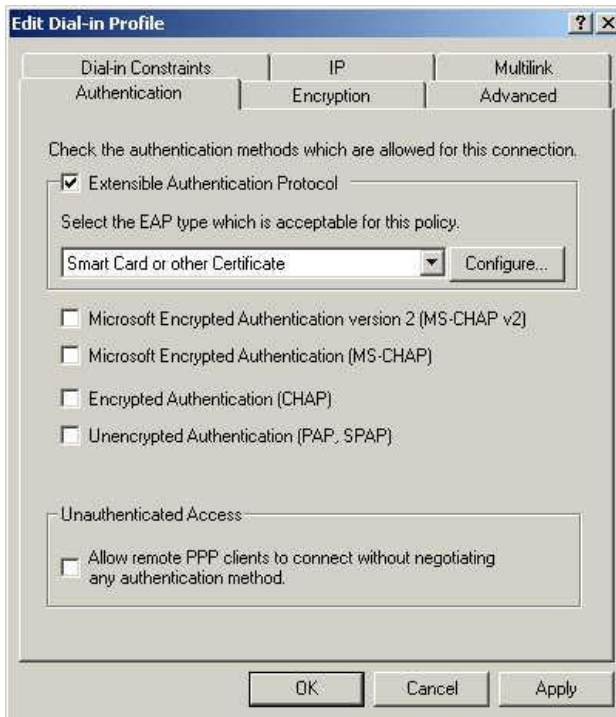 Edit Dial-in Profile
Dial-in Constraints IP Multilink
Authentication Encryption Advanced
Check the authentication methods which are allowed for this connection.
Extensible Authentication Protocol
Select the EAP type which is acceptable for this policy.
Smart Card or other Certificate Configure...
Microsoft Encrypted Authentication version 2 (MS-CHAP v2)
Microsoft Encrypted Authentication (MS-CHAP)
Encrypted Authentication (CHAP)
Unencrypted Authentication (PAP, SPAP)
Unauthenticated Access
Allow remote PPP clients to connect without negotiating
any authentication method.
OK Cancel Apply